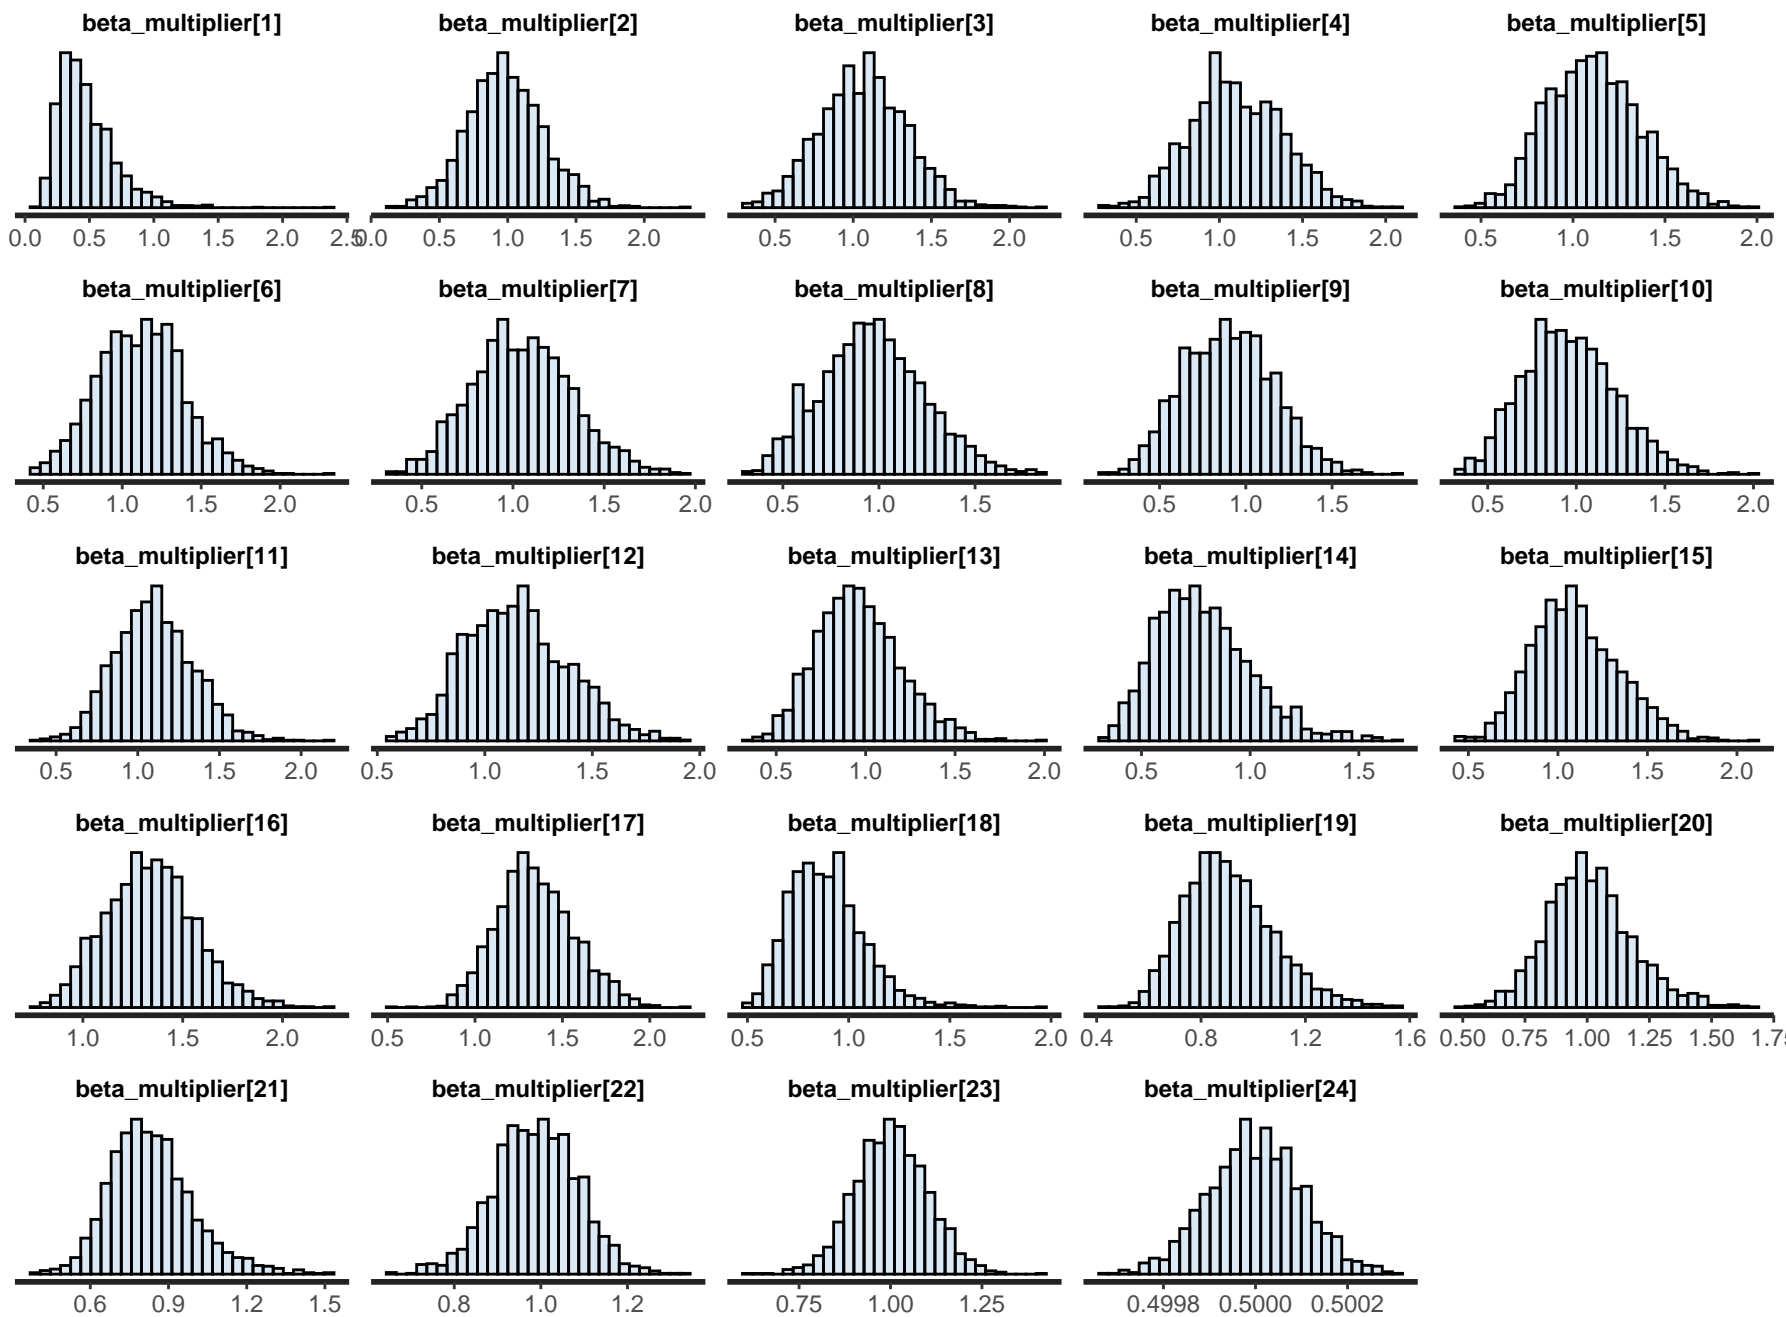 beta_multiplier[1] beta_multiplier[2] beta_multiplier[3] beta_multiplier[4] beta_multiplier[5]
0.0 0.5 1.0 1.5 2.0 2.5 0.0 0.5 1.0 1.5 2.0 0.5 1.0 1.5 2.0 0.5 1.0 1.5 2.0 0.5 1.0 1.5 2.0
beta_multiplier[6] beta_multiplier[7] beta_multiplier[8] beta_multiplier[9] beta_multiplier[10]
0.5 1.0 1.5 2.0 0.5 1.0 1.5 2.0 0.5 1.0 1.5 0.5 1.0 1.5 0.5 1.0 1.5 2.0
beta_multiplier[11] beta_multiplier[12] beta_multiplier[13] beta_multiplier[14] beta_multiplier[15]
0.5 1.0 1.5 2.0 0.5 1.0 1.5 2.0 0.5 1.0 1.5 2.0 0.5 1.0 1.5 0.5 1.0 1.5 2.0
beta_multiplier[16] beta_multiplier[17] beta_multiplier[18] beta_multiplier[19] beta_multiplier[20]
1.0 1.5 2.0 0.5 1.0 1.5 2.0 0.5 1.0 1.5 2.0 0.4 0.8 1.2 1.6 0.50 0.75 1.00 1.25 1.50 1.75
beta_multiplier[21] beta_multiplier[22] beta_multiplier[23] beta_multiplier[24]
0.6 0.9 1.2 1.5 0.8 1.0 1.2 0.75 1.00 1.25 0.4998 0.5000 0.5002